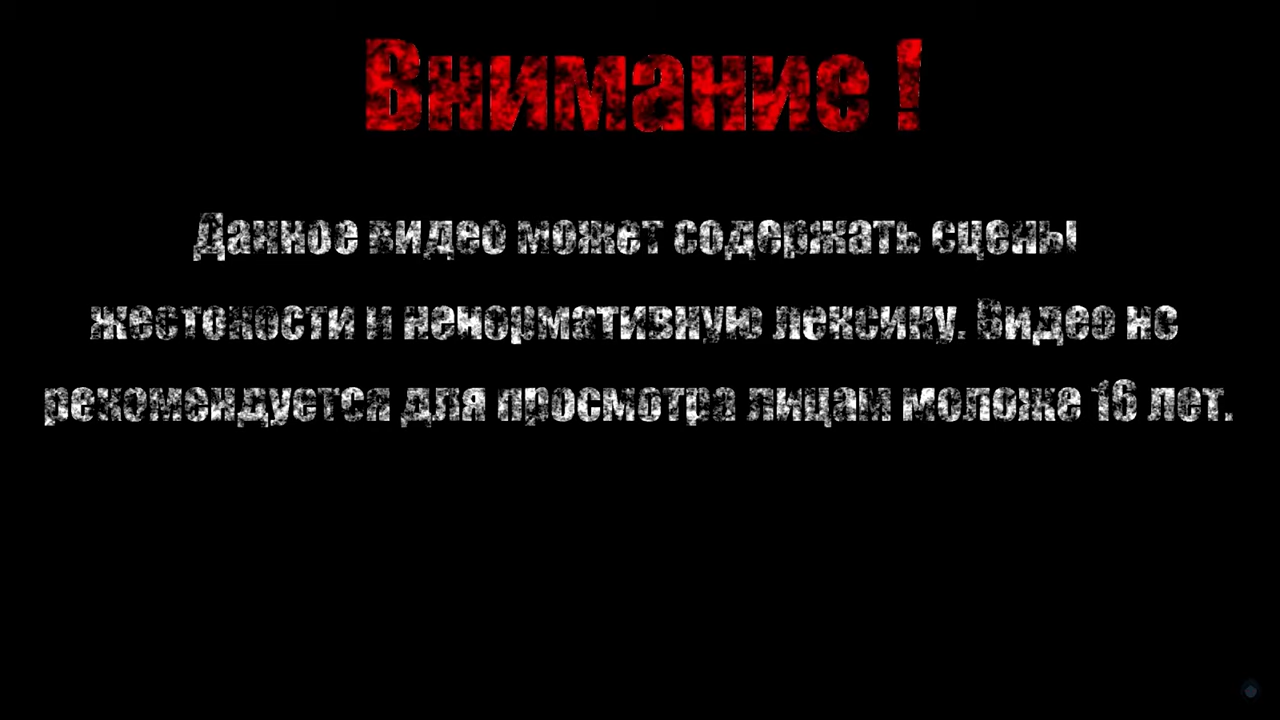 Внимание !
Данное видео может содержать сцены
жестокости и ненормативную лексику. Видео не
рекомендуется для просмотра лицам моложе 16 лет.